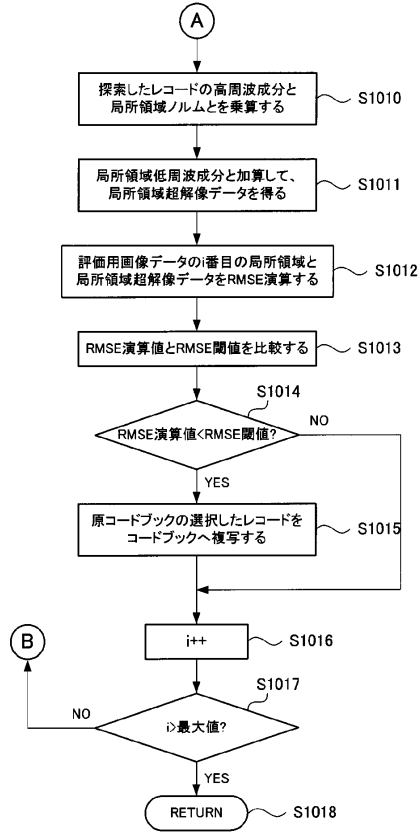 A
探索したレコードの高周波成分と
局所領域ノルムとを乗算する
S1010
局所領域低周波成分と加算して、
局所領域超解像データを得る
S1011
評価用画像データのi番目の局所領域と
局所領域超解像データをRMSE演算する
S1012
RMSE演算値とRMSE閾値を比較する
S1013
S1014
RMSE演算値<RMSE閾値?
NO
YES
原コードブックの選択したレコードを
コードブックへ複写する
S1015
i++
S1016
B
S1017
NO
i>最大値?
YES
RETURN
S1018